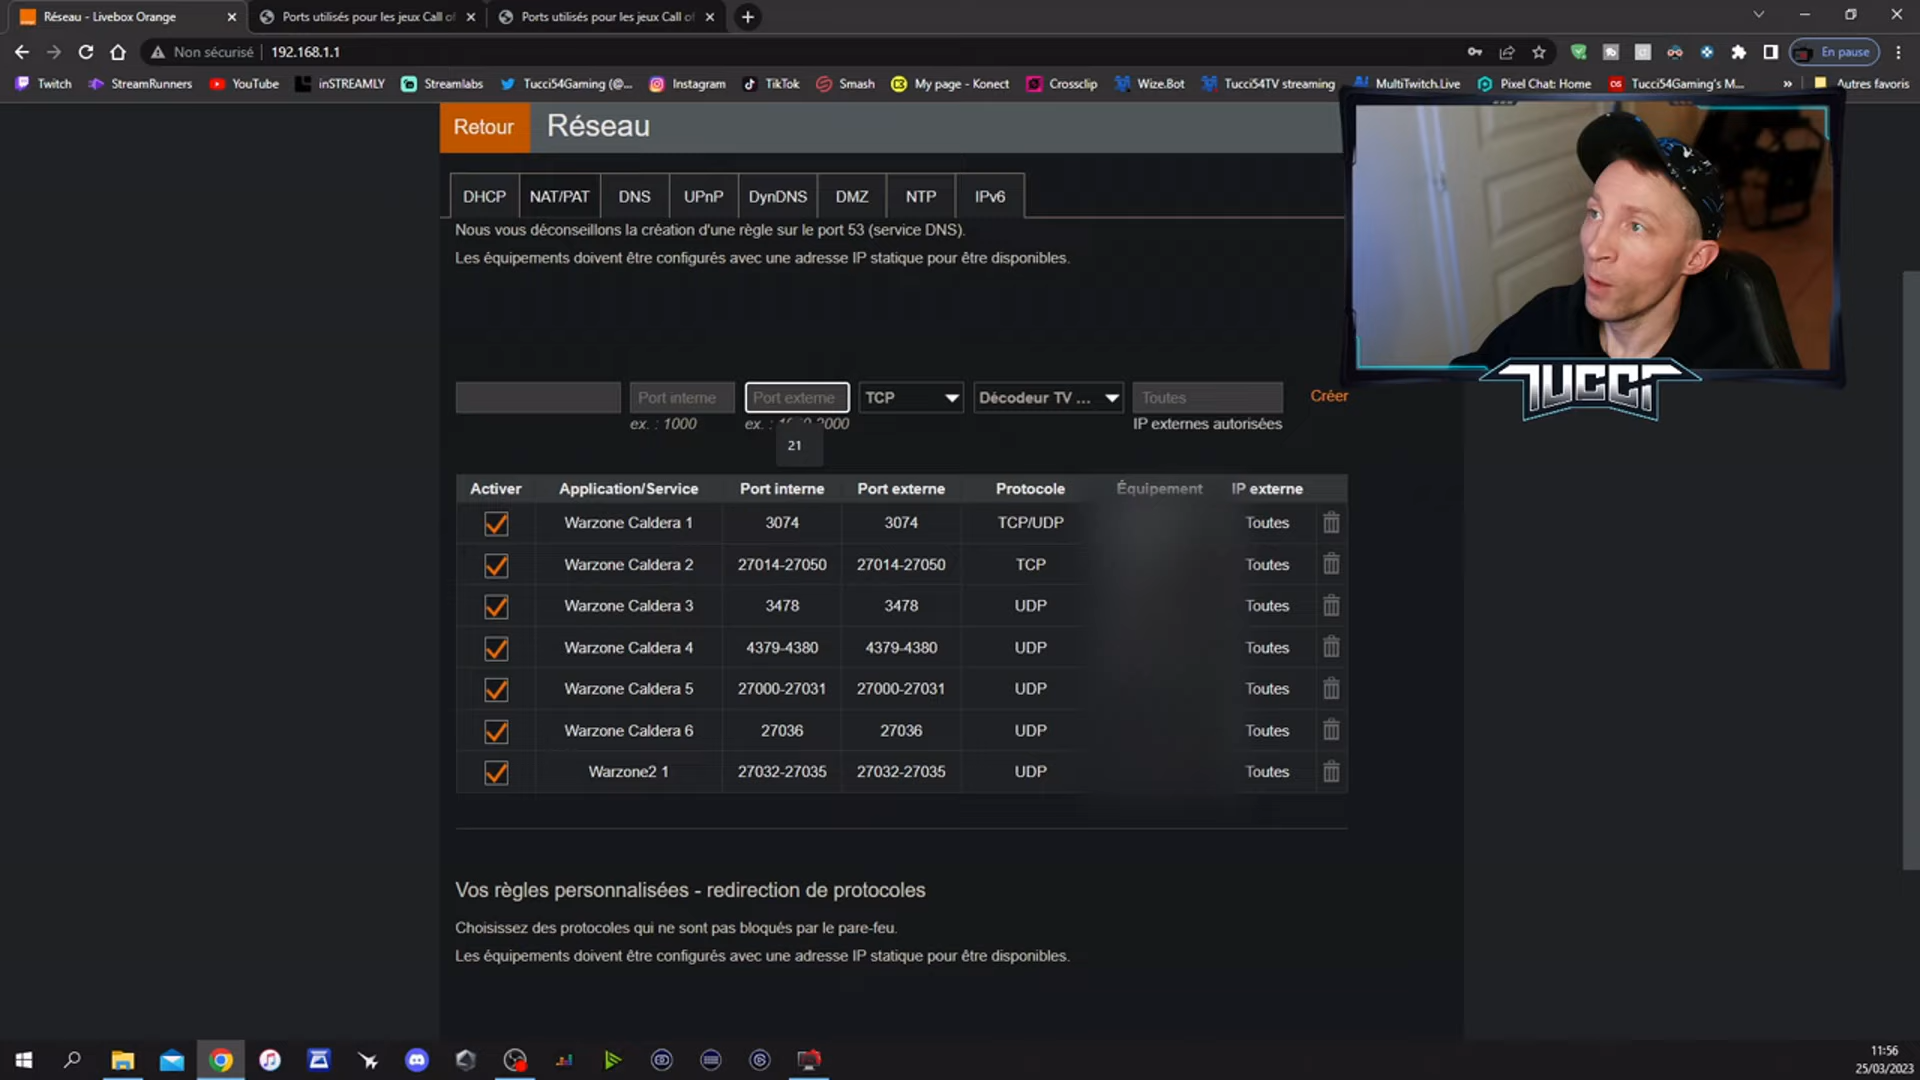 Réseau - Livebox Orange
Ports utilisés pour les jeux Call of
Ports utilisés pour les jeux Call of
Non sécurisé
192.168.1.1
En pause
Twitch
StreamRunners
YouTube
inSTREAMLY
Streamlabs
Tucci54Gaming (@...
Instagram
TikTok
Smash
My page - Konect
Crossclip
Wize.Bot
Tucci54TV streaming
MultiTwitch.Live
Pixel Chat: Home
Tucci54Gaming's M...
»
Autres favoris
Retour
Réseau
DHCP
NAT/PAT
DNS
UPnP
DynDNS
DMZ
NTP
IPv6
Nous vous déconseillons la création d'une règle sur le port 53 (service DNS).
Les équipements doivent être configurés avec une adresse IP statique pour être disponibles.
TUCCI
Port interne
Port externe
TCP
Décodeur TV ...
Toutes
Créer
ex. : 1000
ex. : 1000-2000
IP externes autorisées
21
Activer Application/Service Port interne Port externe Protocole Équipement IP externe
Warzone Caldera 1 3074 3074 TCP/UDP Toutes
Warzone Caldera 2 27014-27050 27014-27050 TCP Toutes
Warzone Caldera 3 3478 3478 UDP Toutes
Warzone Caldera 4 4379-4380 4379-4380 UDP Toutes
Warzone Caldera 5 27000-27031 27000-27031 UDP Toutes
Warzone Caldera 6 27036 27036 UDP Toutes
Warzone2 1 27032-27035 27032-27035 UDP Toutes
Vos règles personnalisées - redirection de protocoles
Choisissez des protocoles qui ne sont pas bloqués par le pare-feu.
Les équipements doivent être configurés avec une adresse IP statique pour être disponibles.
11:56
25/03/2023